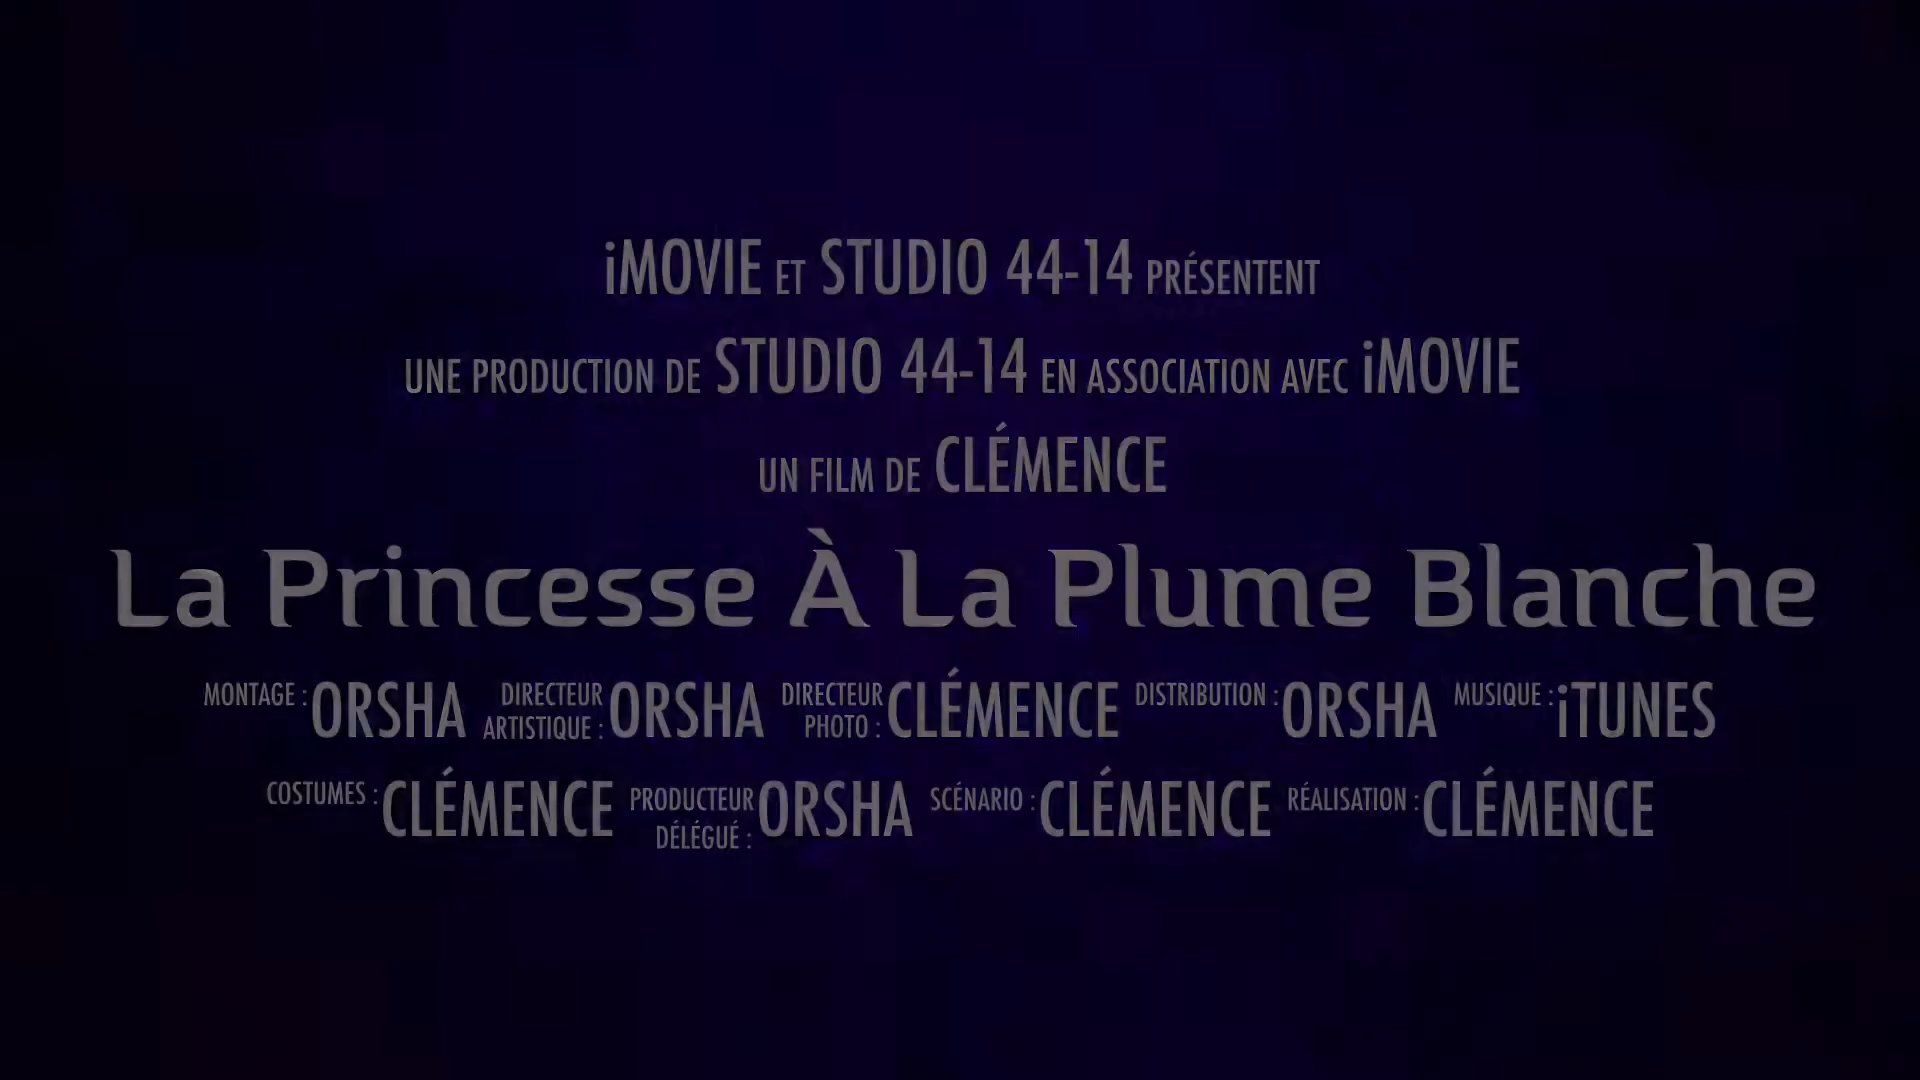 iMOVIE ET STUDIO 44-14 PRÉSENTENT
UNE PRODUCTION DE STUDIO 44-14 EN ASSOCIATION AVEC iMOVIE
UN FILM DE CLÉMENCE
La Princesse À La Plume Blanche
MONTAGE : ORSHA DIRECTEUR ARTISTIQUE : ORSHA DIRECTEUR PHOTO : CLÉMENCE DISTRIBUTION : ORSHA MUSIQUE : iTUNES
COSTUMES : CLÉMENCE PRODUCTEUR DÉLÉGUÉ : ORSHA SCÉNARIO : CLÉMENCE RÉALISATION : CLÉMENCE